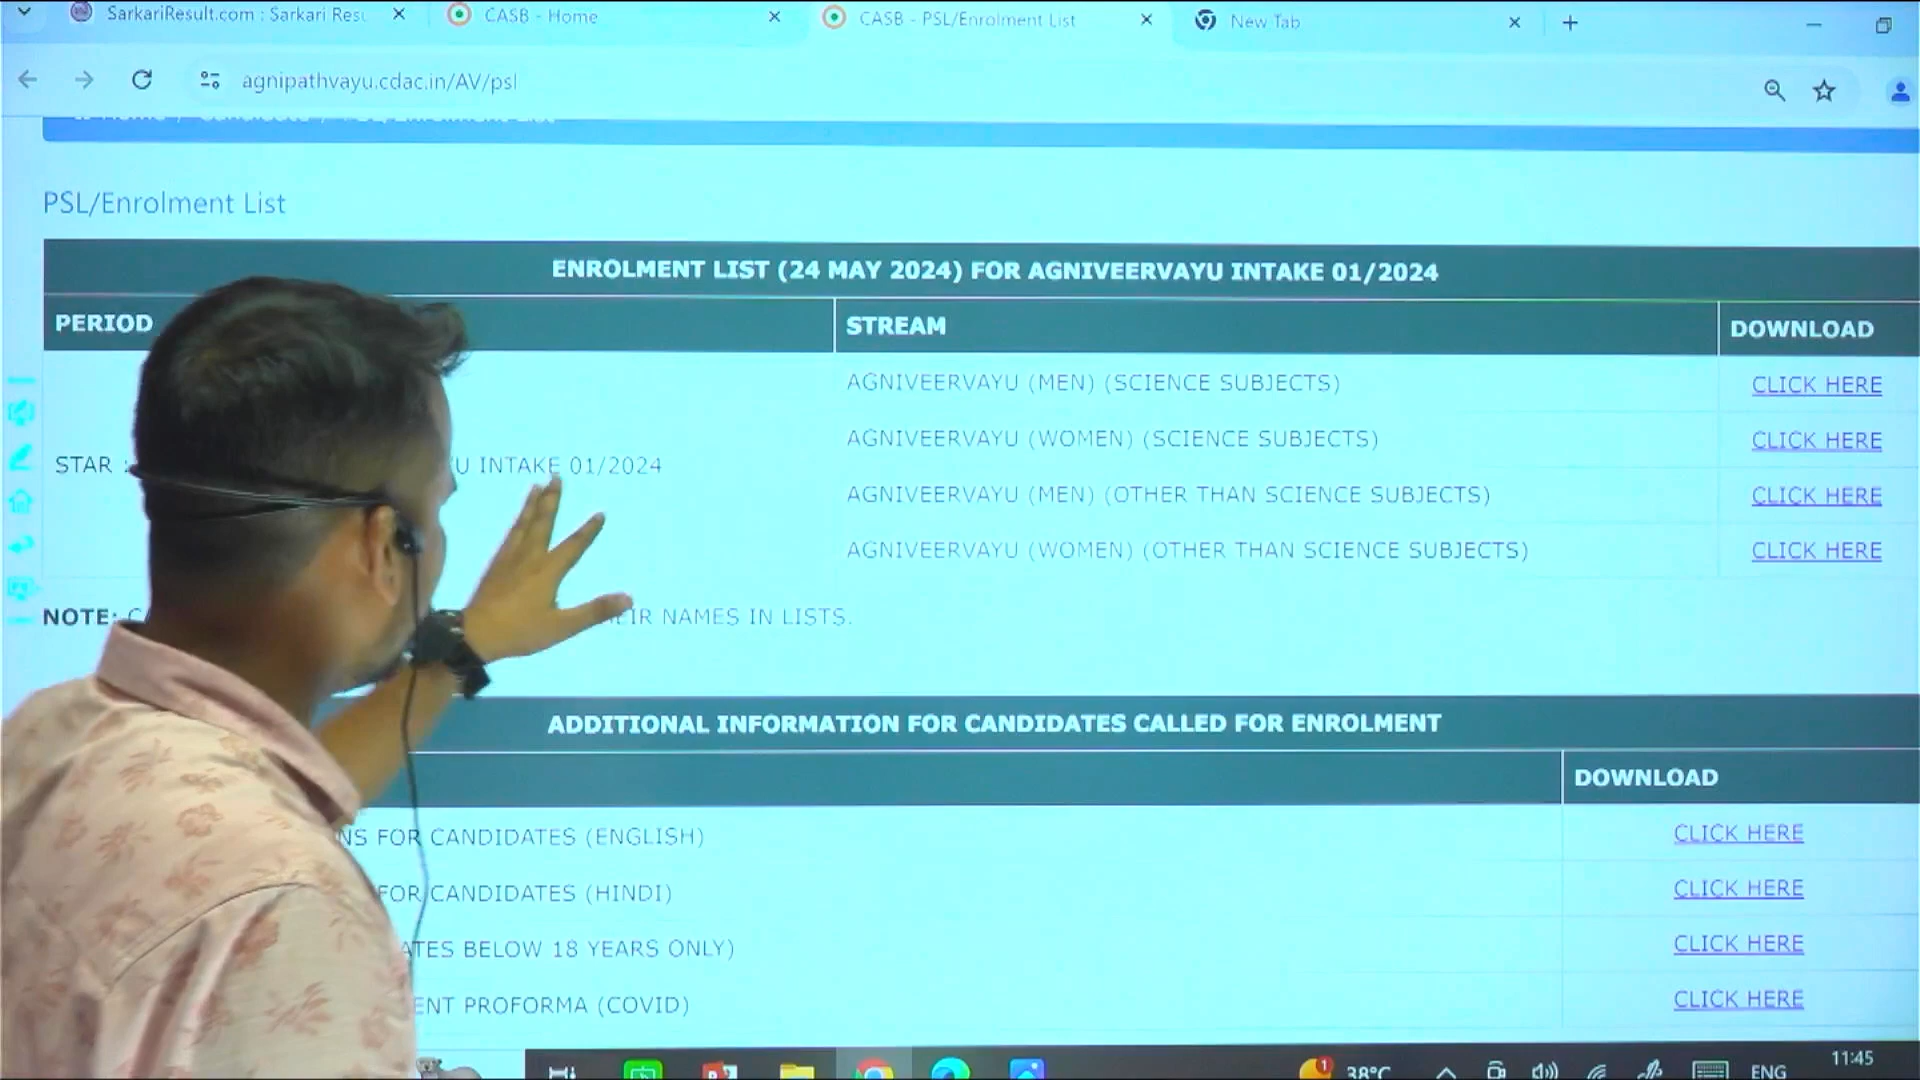 SarkariResult.com : Sarkari Resu
CASB - Home
CASB - PSL/Enrolment List
New Tab
agnipathvayu.cdac.in/AV/psl
PSL/Enrolment List
ENROLMENT LIST (24 MAY 2024) FOR AGNIVEERVAYU INTAKE 01/2024
PERIOD STREAM DOWNLOAD
AGNIVEERVAYU (MEN) (SCIENCE SUBJECTS) CLICK HERE
AGNIVEERVAYU (WOMEN) (SCIENCE SUBJECTS) CLICK HERE
STAR : U INTAKE 01/2024
AGNIVEERVAYU (MEN) (OTHER THAN SCIENCE SUBJECTS) CLICK HERE
AGNIVEERVAYU (WOMEN) (OTHER THAN SCIENCE SUBJECTS) CLICK HERE
NOTE: NAMES IN LISTS.
ADDITIONAL INFORMATION FOR CANDIDATES CALLED FOR ENROLMENT
DOWNLOAD
NS FOR CANDIDATES (ENGLISH) CLICK HERE
FOR CANDIDATES (HINDI) CLICK HERE
ATES BELOW 18 YEARS ONLY) CLICK HERE
ENT PROFORMA (COVID) CLICK HERE
1 38°C ENG 11:45